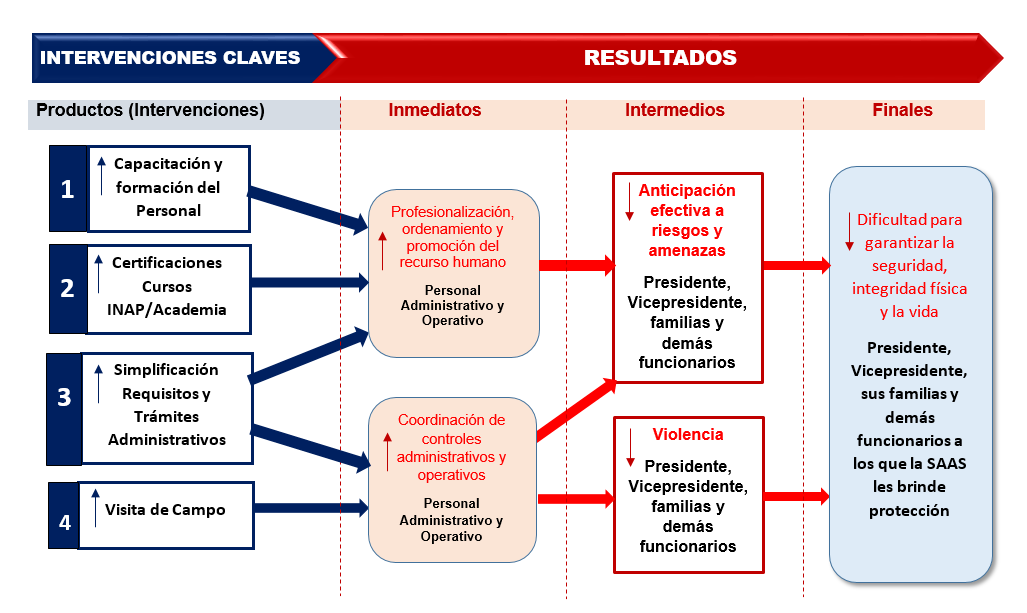 INTERVENCIONES CLAVES
RESULTADOS
Productos (Intervenciones)
Inmediatos
Intermedios
Finales
1
Capacitación y
formación del
Personal
2
Certificaciones
Cursos
INAP/Academia
3
Simplificación
Requisitos y
Trámites
Administrativos
4
Visita de Campo
Profesionalización,
ordenamiento y
promoción del
recurso humano
Personal
Administrativo y
Operativo
Coordinación de
controles
administrativos y
operativos
Personal
Administrativo y
Operativo
Anticipación
efectiva a
riesgos y
amenazas
Presidente,
Vicepresidente,
familias y
demás
funcionarios
Violencia
Presidente,
Vicepresidente,
familias y
demás
funcionarios
Dificultad para
garantizar la
seguridad,
integridad física
y la vida
Presidente,
Vicepresidente,
sus familias y
demás
funcionarios a
los que la SAAS
les brinde
protección